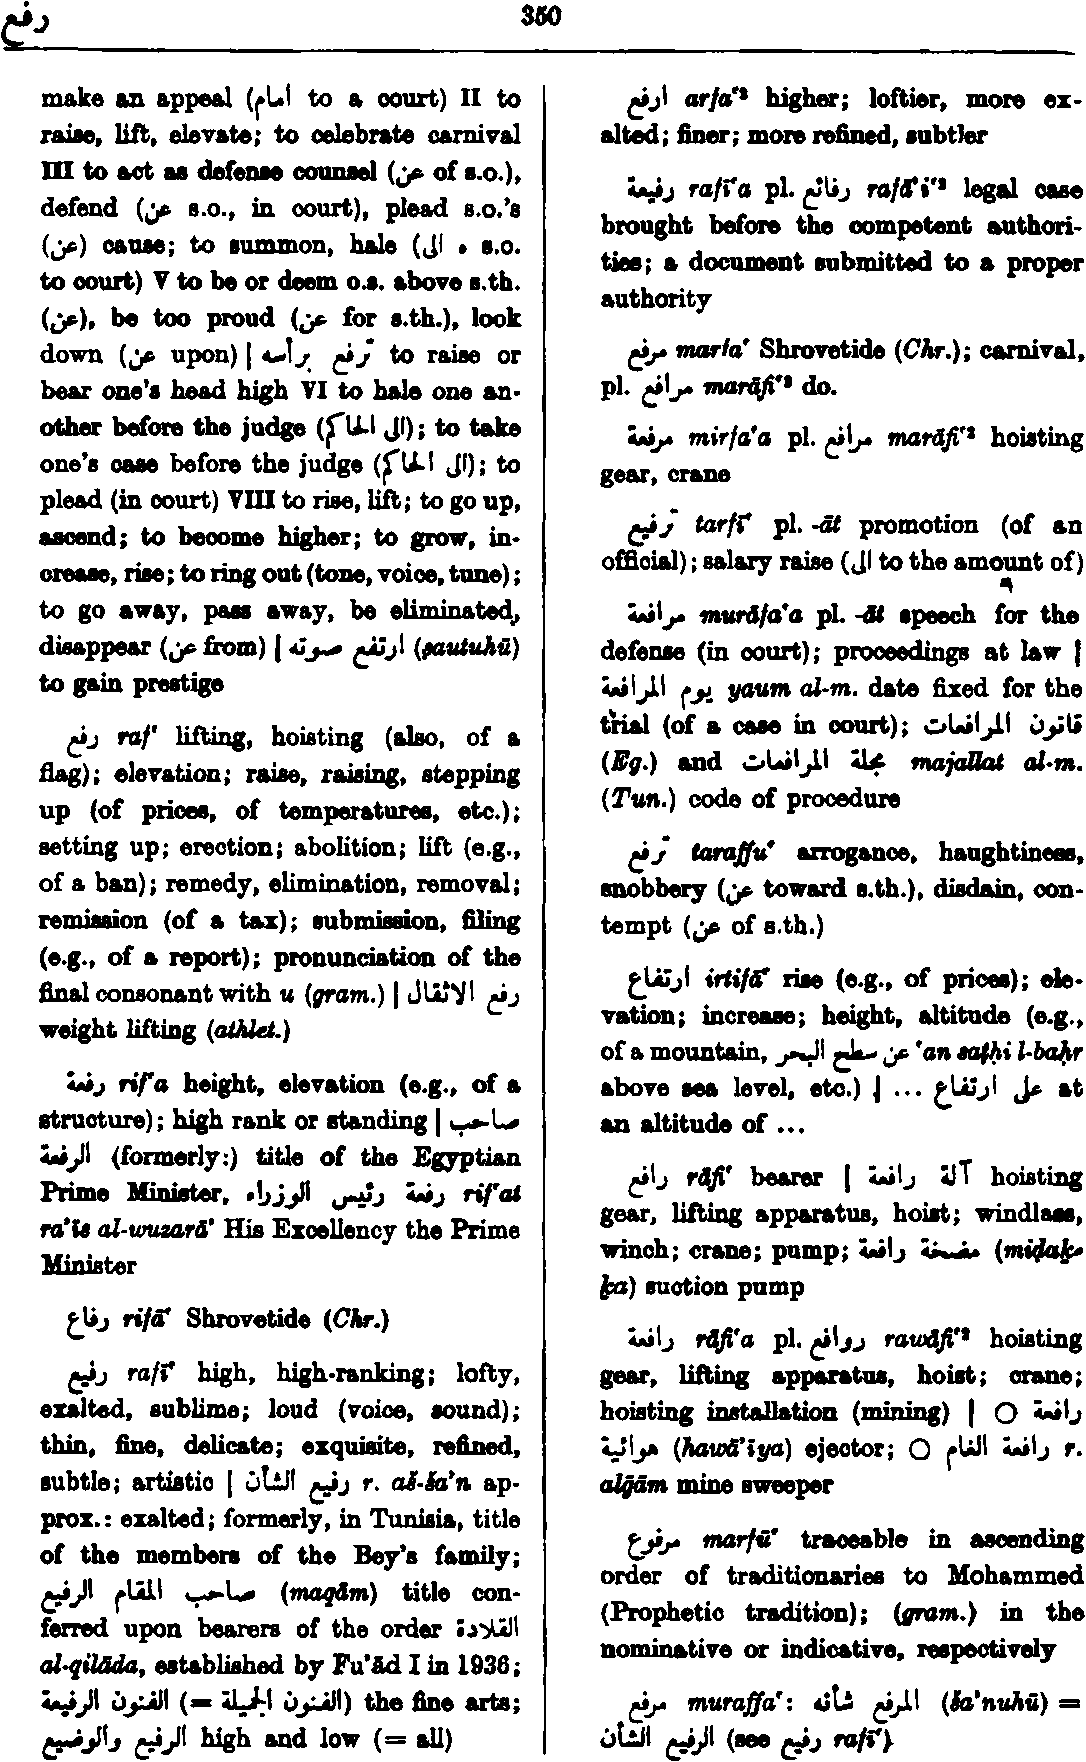 رفع
350
make an appeal (أمام to a court) II to
raise, lift, elevate; to celebrate carnival
III to act as defense counsel (عن of s.o.),
defend (عن s.o., in court), plead s.o.'s
(عن) cause; to summon, hale (الى ه s.o.
to court) V to be or deem o.s. above s.th.
(عن), be too proud (عن for s.th.), look
down (عن upon) | ترفع برأسه to raise or
bear one's head high VI to hale one an-
other before the judge (الى الحاكم); to take
one's case before the judge (الى الحاكم); to
plead (in court) VIII to rise, lift; to go up,
ascend; to become higher; to grow, in-
crease, rise; to ring out (tone, voice, tune);
to go away, pass away, be eliminated,
disappear (عن from) | ارتفع صوته (ṣautuhū)
to gain prestige
رفع raf' lifting, hoisting (also, of a
flag); elevation; raise, raising, stepping
up (of prices, of temperatures, etc.);
setting up; erection; abolition; lift (e.g.,
of a ban); remedy, elimination, removal;
remission (of a tax); submission, filing
(e.g., of a report); pronunciation of the
final consonant with u (gram.) | رفع الاثقال
weight lifting (athlet.)
رفعة rif'a height, elevation (e.g., of a
structure); high rank or standing | صاحب
الرفعة (formerly:) title of the Egyptian
Prime Minister, رفعة رئيس الوزراء rif'at
ra'īs al-wuzarā' His Excellency the Prime
Minister
رفاع rifā' Shrovetide (Chr.)
رفيع rafī' high, high-ranking; lofty,
exalted, sublime; loud (voice, sound);
thin, fine, delicate; exquisite, refined,
subtle; artistic | رفيع الشأن r. aš-ša'n ap-
prox.: exalted; formerly, in Tunisia, title
of the members of the Bey's family;
صاحب المقام الرفيع (maqām) title con-
ferred upon bearers of the order القلادة
al-qilāda, established by Fu'ād I in 1936;
الفنون الرفيعة (= الفنون الجميلة) the fine arts;
الرفيع والوضيع high and low (= all)
ارفع arfa'² higher; loftier, more ex-
alted; finer; more refined, subtler
رفيعة rafī'a pl. رفائع rafā'i'² legal case
brought before the competent authori-
ties; a document submitted to a proper
authority
مرفع marfa' Shrovetide (Chr.); carnival,
pl. مرافع marāfi'² do.
مرفعة mirfa'a pl. مرافع marāfi'² hoisting
gear, crane
ترفيع tarfī' pl. -āt promotion (of an
official); salary raise (الى to the amount of)
مرافعة murāfa'a pl. -āt speech for the
defense (in court); proceedings at law |
يوم المرافعة yaum al-m. date fixed for the
trial (of a case in court); قانون المرافعات
(Eg.) and مجلة المرافعات majallat al-m.
(Tun.) code of procedure
ترفع taraffu' arrogance, haughtiness,
snobbery (عن toward s.th.), disdain, con-
tempt (عن of s.th.)
ارتفاع irtifā' rise (e.g., of prices); ele-
vation; increase; height, altitude (e.g.,
of a mountain, عن سطح البحر 'an saṭḥi l-baḥr
above sea level, etc.) | على ارتفاع ... at
an altitude of ...
رافع rāfi' bearer | آلة رافعة hoisting
gear, lifting apparatus, hoist; windlass,
winch; crane; pump; مضخة رافعة (miḍaḵ-
ḵa) suction pump
رافعة rāfi'a pl. روافع rawāfi'² hoisting
gear, lifting apparatus, hoist; crane;
hoisting installation (mining) | ○ رافعة
هوائية (hawā'īya) ejector; ○ رافعة الغام r.
alḡām mine sweeper
مرفوع marfū' traceable in ascending
order of traditionaries to Mohammed
(Prophetic tradition); (gram.) in the
nominative or indicative, respectively
مرفع muraffa': المرفع شأنه (ša'nuhū) =
الرفيع الشأن (see رفيع rafī')